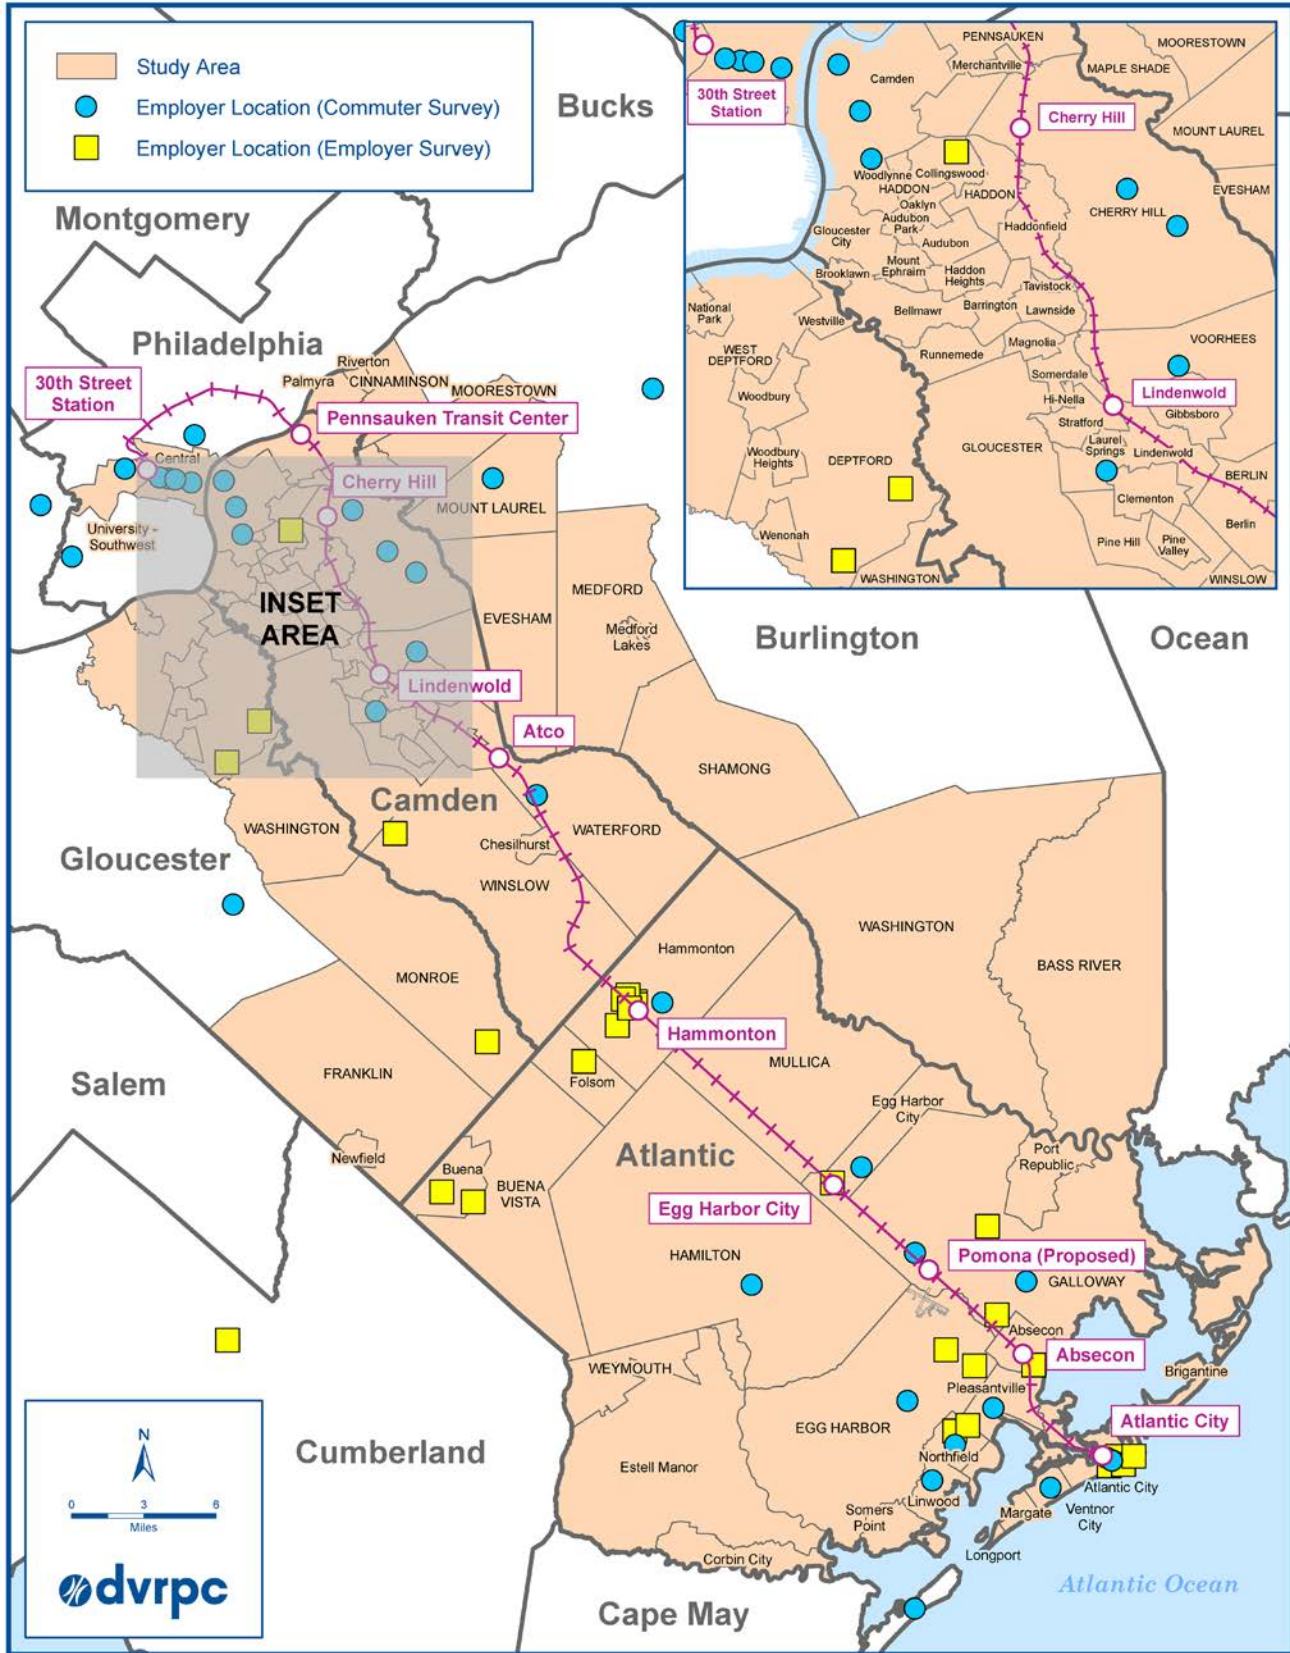 Study Area
Employer Location (Commuter Survey)
Employer Location (Employer Survey)
Bucks
Montgomery
Philadelphia
30th Street
Station
Riverton
Palmyra
CINNAMINSON
MOORESTOWN
Pennsauken Transit Center
Central
Cherry Hill
MOUNT LAUREL
University -
Southwest
INSET
AREA
EVESHAM
MEDFORD
Medford
Lakes
Burlington
Ocean
Lindenwold
Atco
SHAMONG
Camden
WASHINGTON
Chesilhurst
WATERFORD
Gloucester
WINSLOW
WASHINGTON
BASS RIVER
Hammonton
MONROE
Hammonton
MULLICA
Salem
FRANKLIN
Folsom
Egg Harbor
City
Port
Republic
Newfield
Buena
BUENA
VISTA
Atlantic
Egg Harbor City
HAMILTON
Pomona (Proposed)
GALLOWAY
Absecon
Absecon
WEYMOUTH
Pleasantville
Brigantine
EGG HARBOR
Atlantic City
Northfield
Cumberland
Estell Manor
Linwood
Atlantic City
Somers
Point
Margate
Ventnor
City
Longport
Corbin City
Cape May
Atlantic Ocean
N
0 3 6
Miles
dvrpc
30th Street
Station
PENNSAUKEN
Merchantville
MOORESTOWN
MAPLE SHADE
Camden
Cherry Hill
MOUNT LAUREL
Woodlynne
Collingswood
HADDON
HADDON
EVESHAM
Oaklyn
CHERRY HILL
Audubon
Park
Haddonfield
Gloucester
City
Audubon
Mount
Ephraim
Haddon
Heights
Brooklawn
Tavistock
National
Park
Bellmawr
Barrington
Lawnside
Westville
WEST
DEPTFORD
Runnemede
Magnolia
VOORHEES
Somerdale
Woodbury
Hi-Nella
Lindenwold
Gibbsboro
Stratford
GLOUCESTER
Laurel
Springs
Lindenwold
Woodbury
Heights
DEPTFORD
BERLIN
Clementon
Berlin
Wenonah
Pine Hill
Pine
Valley
WASHINGTON
WINSLOW